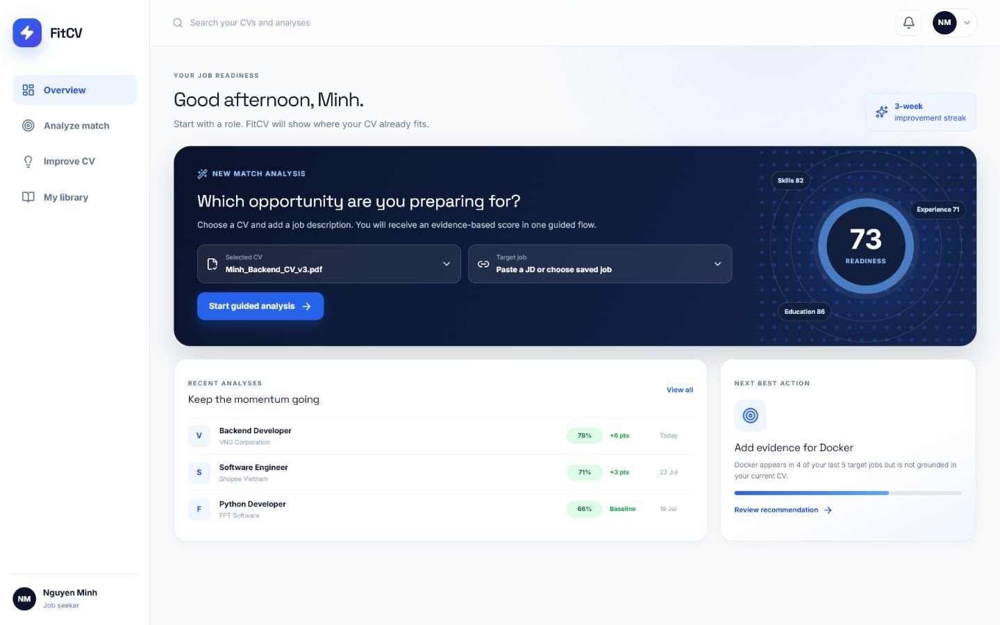 FitCV
Overview
Analyze match
Improve CV
My library
Nguyen Minh
NM
Job seeker
Search your CVs and analyses
NM
YOUR JOB READINESS
Good afternoon, Minh.
Start with a role. FitCV will show where your CV already fits.
3-week
improvement streak
NEW MATCH ANALYSIS
Which opportunity are you preparing for?
Choose a CV and add a job description. You will receive an evidence-based score in one guided flow.
Selected CV
Minh_Backend_CV_v3.pdf
Target job
Paste a JD or choose saved job
Start guided analysis
Skills 82
Experience 71
73
READINESS
Education 86
RECENT ANALYSES
Keep the momentum going
View all
V
Backend Developer
VNG Corporation
78%
+6 pts
Today
S
Software Engineer
Shopee Vietnam
71%
+3 pts
22 Jul
F
Python Developer
FPT Software
66%
Baseline
18 Jul
NEXT BEST ACTION
Add evidence for Docker
Docker appears in 4 of your last 5 target jobs but is not grounded in
your current CV.
Review recommendation